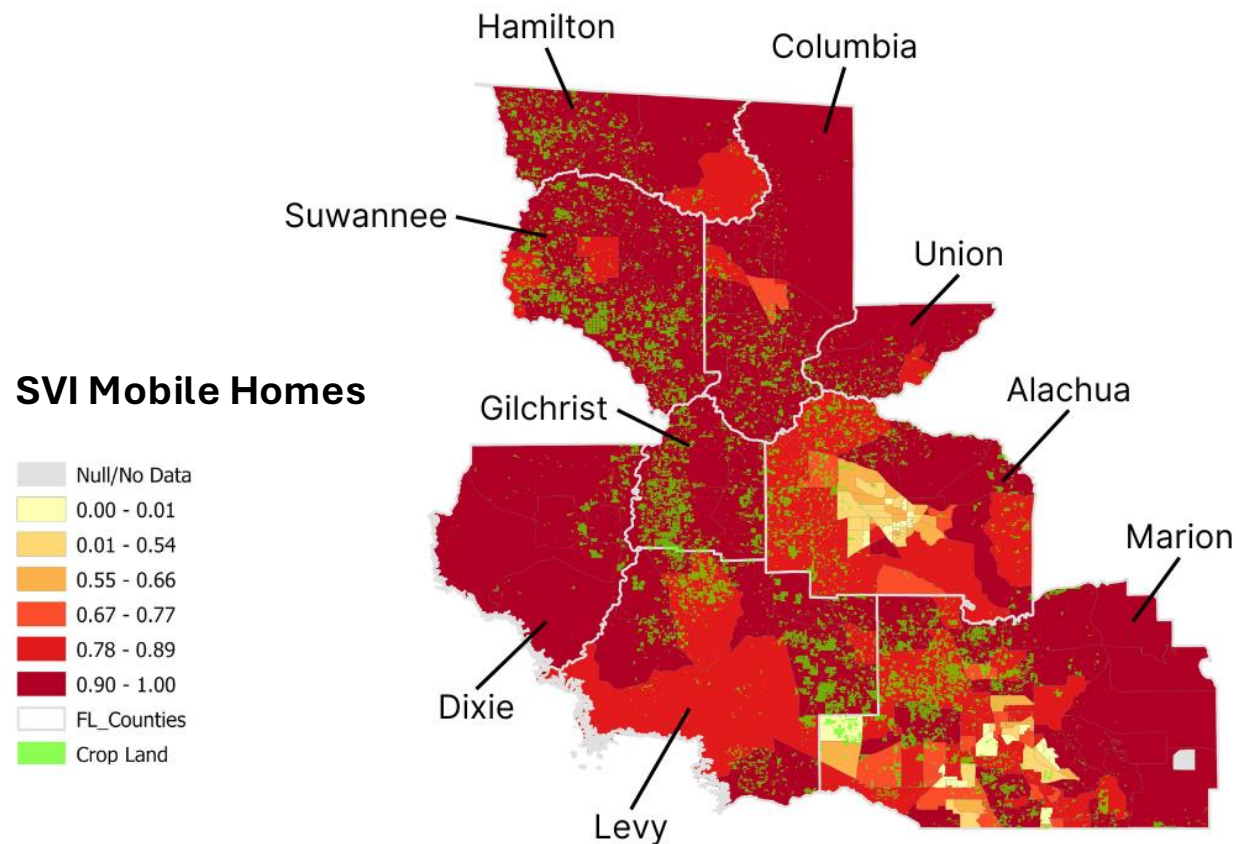 Hamilton
Columbia
Suwannee
Union
SVI Mobile Homes
Gilchrist
Alachua
Null/No Data
0.00 - 0.01
0.01 - 0.54
0.55 - 0.66
0.67 - 0.77
0.78 - 0.89
0.90 - 1.00
FL_Counties
Crop Land
Marion
Dixie
Levy